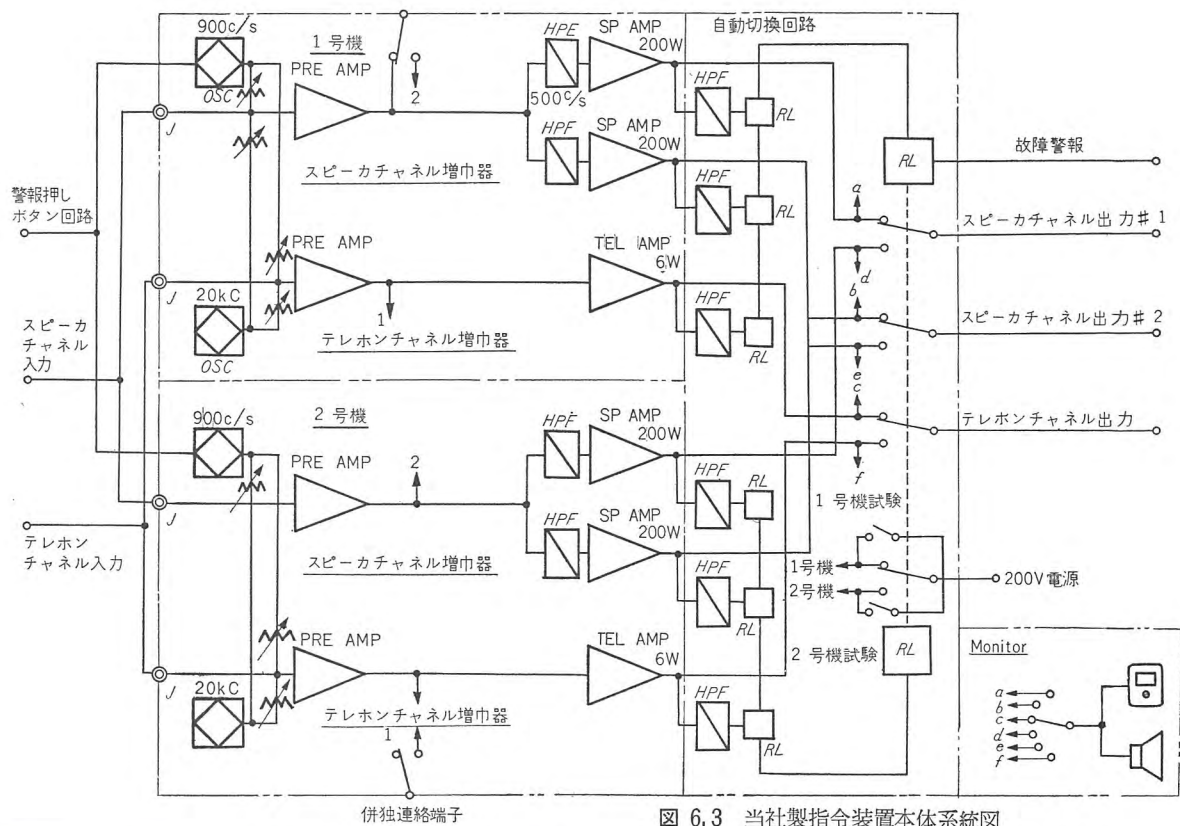 900c/s
OSC
1号機
PRE AMP
2
HPE
500c/s
SP AMP
200W
自動切換回路
HPF
RL
J
HPF
SP AMP
200W
スピーカチャネル増巾器
HPF
RL
RL
故障警報
a
スピーカチャネル出力#1
警報押し
ボタン回路
PRE AMP
TEL AMP
6W
J
20kC
OSC
1
テレホンチャネル増巾器
HPF
RL
d
b
スピーカチャネル出力#2
スピーカ
チャネル
入力
e
c
テレホンチャネル出力
f
900c/s
2号機
PRE AMP
2
HPF
SP AMP
200W
J
HPF
RL
1号機試験
HPF
SP AMP
200W
スピーカチャネル増巾器
テレホン
チャネル入力
HPF
RL
1号機
2号機
200V電源
PRE AMP
TEL AMP
6W
2号機試験
RL
J
20kC
テレホンチャネル増巾器
1
HPF
RL
Monitor
a
b
c
d
e
f
併独連絡端子
図 6.3 当社製指令装置本体系統図